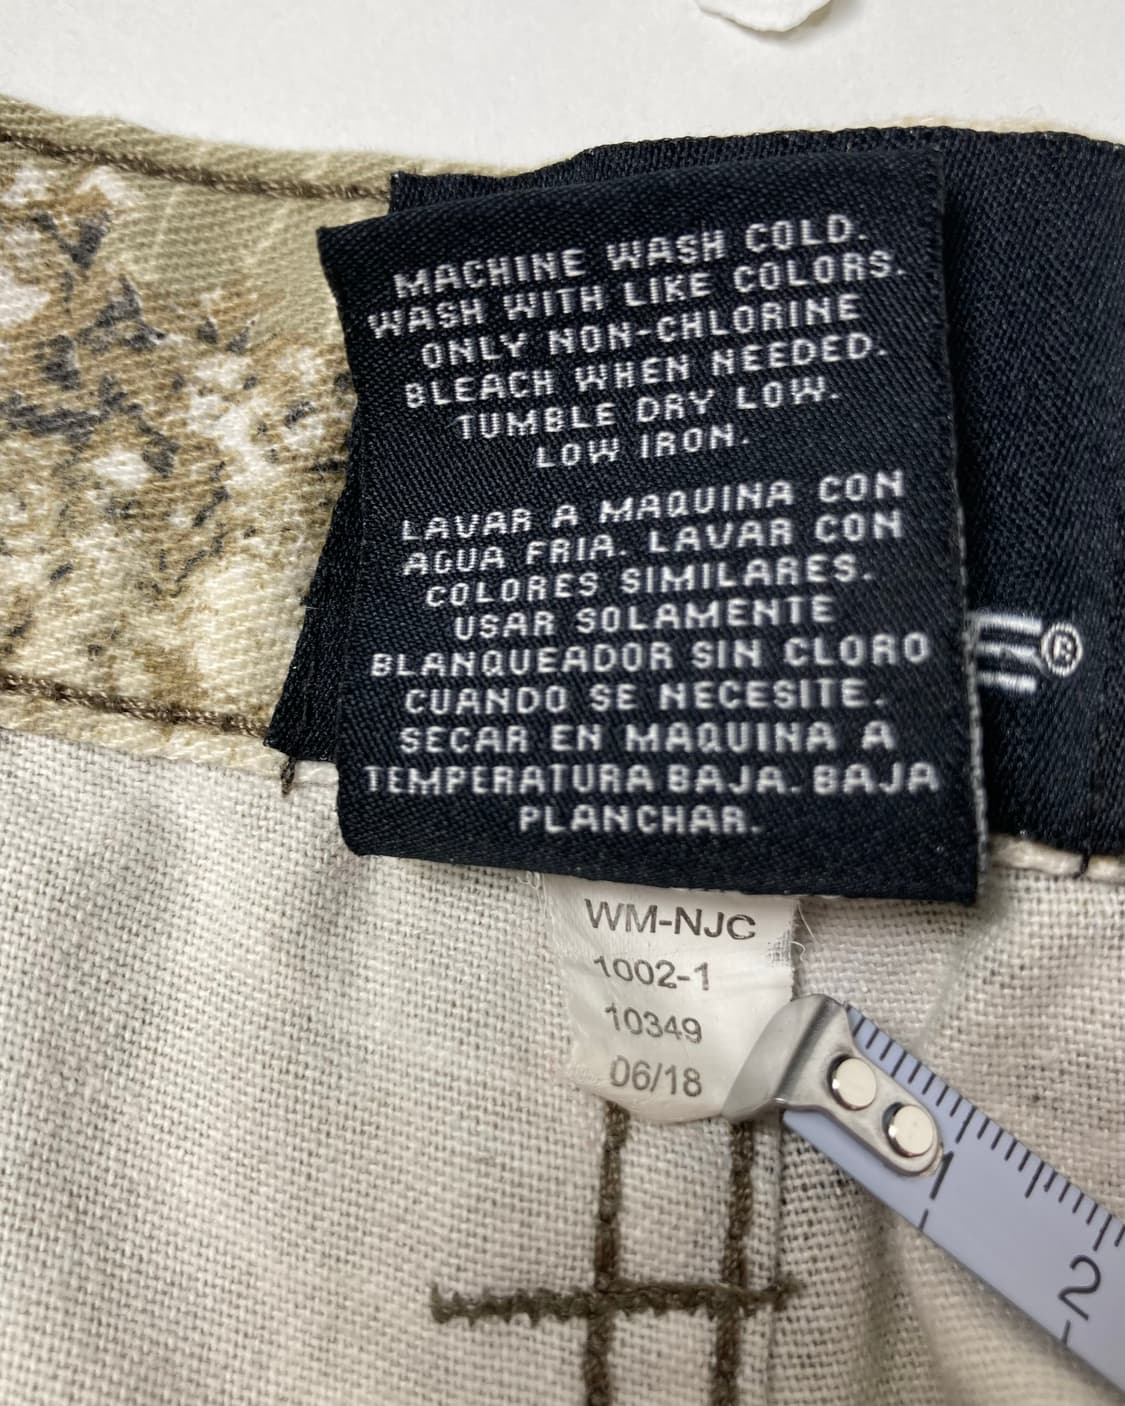 MACHINE WASH COLD.
WASH WITH LIKE COLORS.
ONLY NON-CHLORINE
BLEACH WHEN NEEDED.
TUMBLE DRY LOW.
LOW IRON.
LAVAR A MAQUINA CON
AGUA FRIA. LAVAR CON
COLORES SIMILARES.
USAR SOLAMENTE
BLANQUEADOR SIN CLORO
CUANDO SE NECESITE.
SECAR EN MAQUINA A
TEMPERATURA BAJA. BAJA
PLANCHAR.
®
WM-NJC
1002-1
10349
06/18
1
2